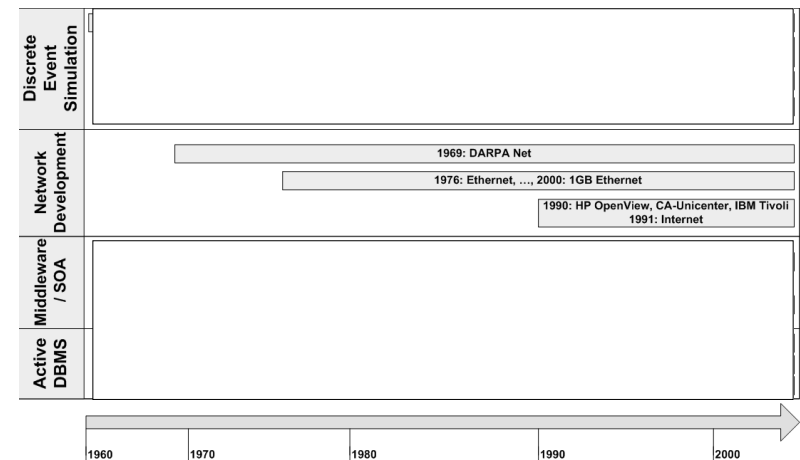 Discrete
Event
Simulation
Network
Development
1969: DARPA Net
1976: Ethernet, ..., 2000: 1GB Ethernet
1990: HP OpenView, CA-Unicenter, IBM Tivoli
1991: Internet
Middleware
/ SOA
Active
DBMS
1960
1970
1980
1990
2000